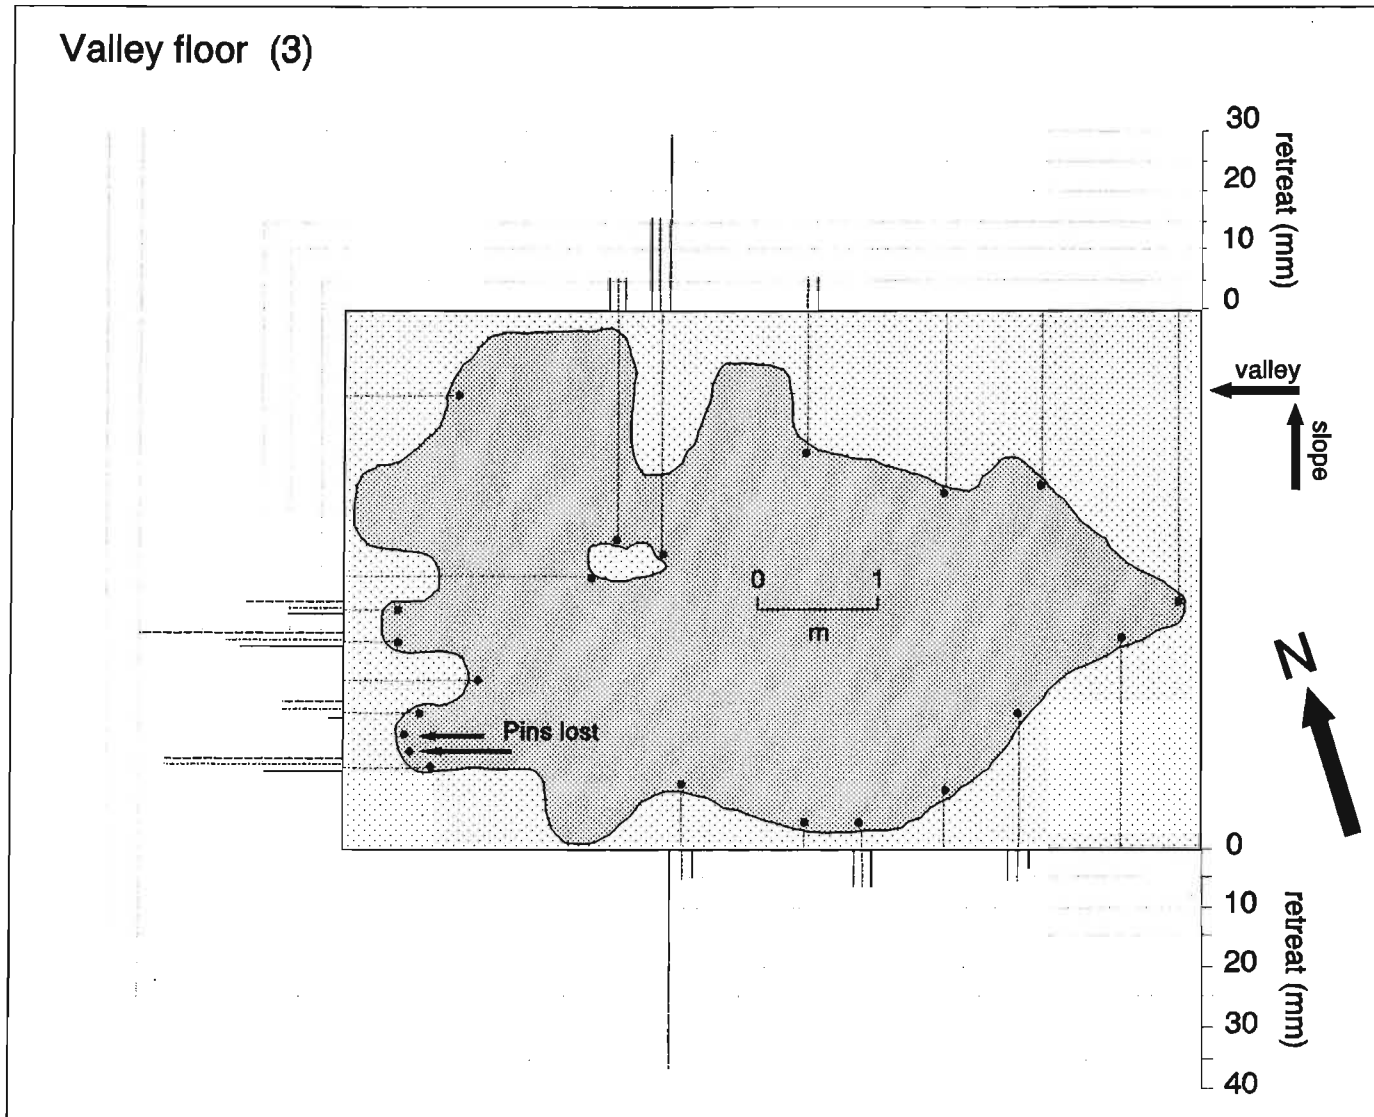 Valley floor (3)
30
20
10
0
retreat (mm)
valley
slope
0 1
m
N
Pins lost
0
10
20
30
40
retreat (mm)